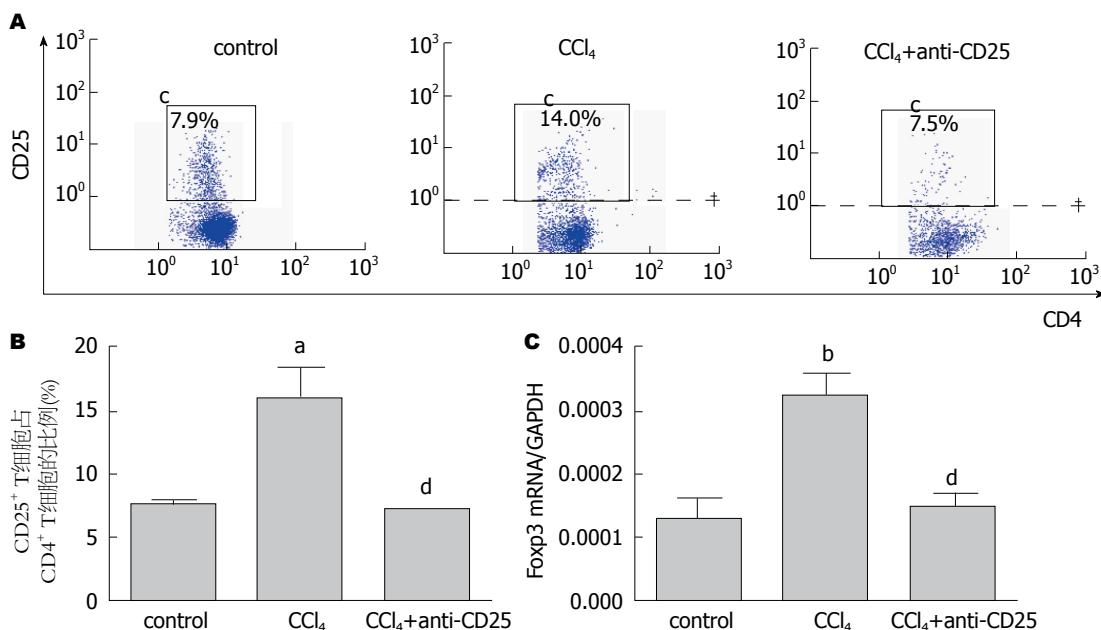 A
control
CCl₄
CCl₄+anti-CD25
CD25
10³
10²
10¹
10⁰
c
7.9%
10⁰
10¹
10³
10³
10³
10²
10¹
10⁰
c
14.0%
10⁰
10¹
10²
10³
10³
10²
10¹
10⁰
c
7.5%
10⁰
10¹
10²
10³
CD4
B
CD25⁺ T细胞占
CD4⁺ T细胞的比例(%)
20
15
10
5
0
a
d
control
CCl₄
CCl₄+anti-CD25
C
Foxp3 mRNA/GAPDH
0.0004
0.0003
0.0002
0.0001
0.000
b
d
control
CCl₄
CCl₄+anti-CD25